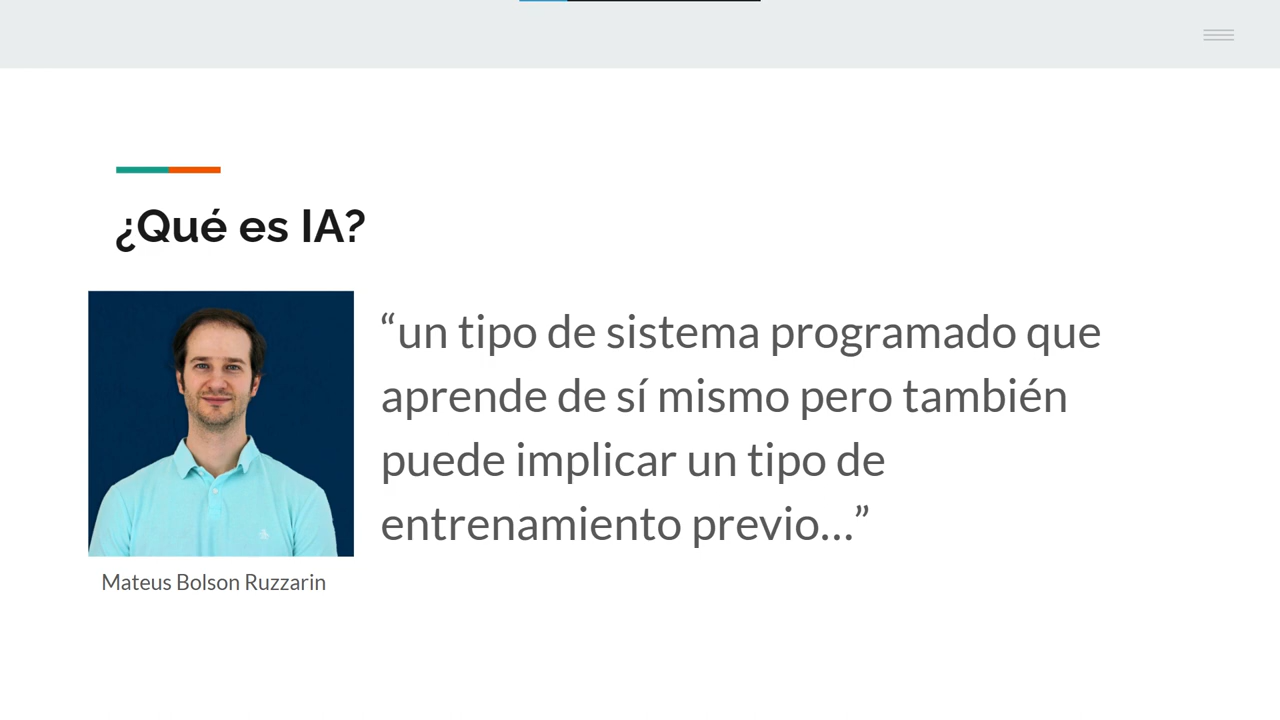 ¿Qué es IA?
“un tipo de sistema programado que
aprende de sí mismo pero también
puede implicar un tipo de
entrenamiento previo...”
Mateus Bolson Ruzzarin